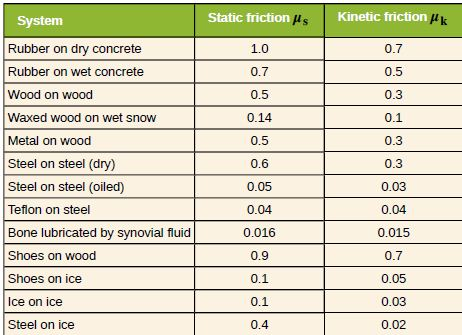 System Static friction μs Kinetic friction μk
Rubber on dry concrete 1.0 0.7
Rubber on wet concrete 0.7 0.5
Wood on wood 0.5 0.3
Waxed wood on wet snow 0.14 0.1
Metal on wood 0.5 0.3
Steel on steel (dry) 0.6 0.3
Steel on steel (oiled) 0.05 0.03
Teflon on steel 0.04 0.04
Bone lubricated by synovial fluid 0.016 0.015
Shoes on wood 0.9 0.7
Shoes on ice 0.1 0.05
Ice on ice 0.1 0.03
Steel on ice 0.4 0.02